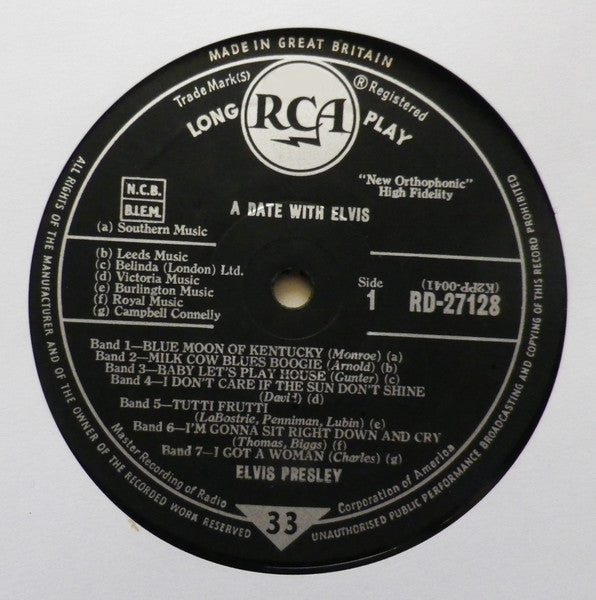 MADE IN GREAT BRITAIN
Trade Mark(S)
® Registered
LONG
RCA
PLAY
"New Orthophonic"
High Fidelity
N.C.B.
B.I.E.M.
A DATE WITH ELVIS
(a) Southern Music
(b) Leeds Music
(c) Belinda (London) Ltd.
(d) Victoria Music
(e) Burlington Music
(f) Royal Music
(g) Campbell Connelly
Side
1
(K2PP-0041)
RD-27128
Band 1—BLUE MOON OF KENTUCKY (Monroe) (a)
Band 2—MILK COW BLUES BOOGIE (Arnold) (b)
Band 3—BABY LET'S PLAY HOUSE (Gunter) (c)
Band 4—I DON'T CARE IF THE SUN DON'T SHINE
(d)
Band 5—TUTTI FRUTTI
(LaBostrie, Penniman, Lubin) (e)
Band 6—I'M GONNA SIT RIGHT DOWN AND CRY
(Thomas, Biggs) (f)
Band 7—I GOT A WOMAN (Charles) (g)
ELVIS PRESLEY
Master Recording of Radio
Corporation of America
33
ALL RIGHTS OF THE MANUFACTURER AND OF THE OWNER OF THE RECORDED WORK RESERVED
UNAUTHORISED PUBLIC PERFORMANCE BROADCASTING AND COPYING OF THIS RECORD PROHIBITED